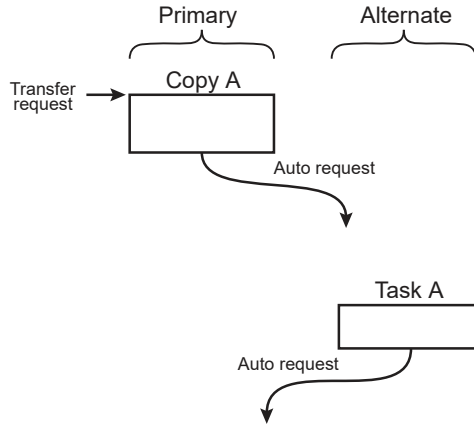 Primary
Alternate
Copy A
Transfer
request
Auto request
Task A
Auto request